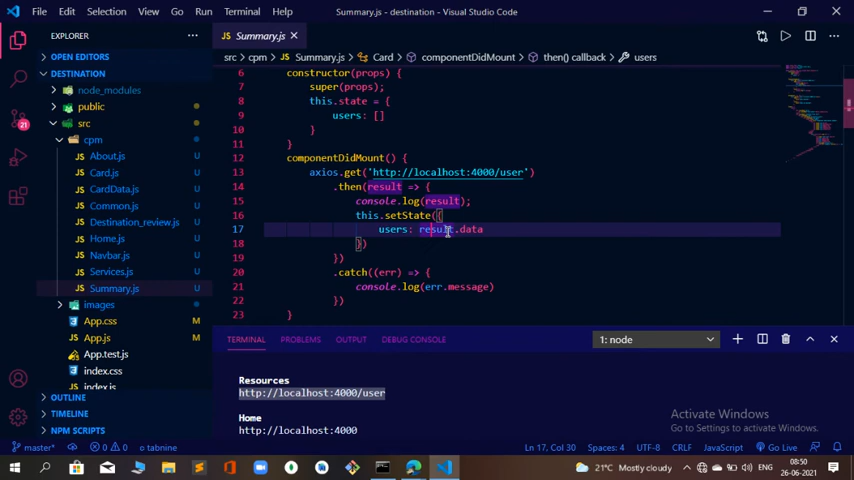 File Edit Selection View Go Run Terminal Help
Summary.js - destination - Visual Studio Code
EXPLORER
OPEN EDITORS
DESTINATION
node_modules
public
src
cpm
About.js U
Card.js U
CardData.js U
Contact.js U
Customer.js U
Destination_review.js U
Home.js U
Navbar.js U
Services.js U
Summary.js U
images
App.css M
App.js M
App.test.js
index.css
index.js
OUTLINE
TIMELINE
NPM SCRIPTS
21
Summary.js
src > cpm > Summary.js > Card > componentDidMount > then() callback > users
6 constructor(props) {
7 super(props);
8 this.state = {
9 users: []
10 }
11 }
12 componentDidMount() {
13 axios.get('http://localhost:4000/user')
14 .then(result => {
15 console.log(result);
16 this.setState({
17 users: result.data
18 })
19 })
20 .catch((err) => {
21 console.log(err.message)
22 })
23 }
TERMINAL PROBLEMS OUTPUT DEBUG CONSOLE
1: node
Resources
http://localhost:4000/user
Home
http://localhost:4000
Activate Windows
Go to Settings to activate Windows.
master* 0 0 tabnine
Ln 17, Col 30 Spaces: 4 UTF-8 CRLF JavaScript Go Live
21°C Mostly cloudy
ENG
08:50
26-06-2021